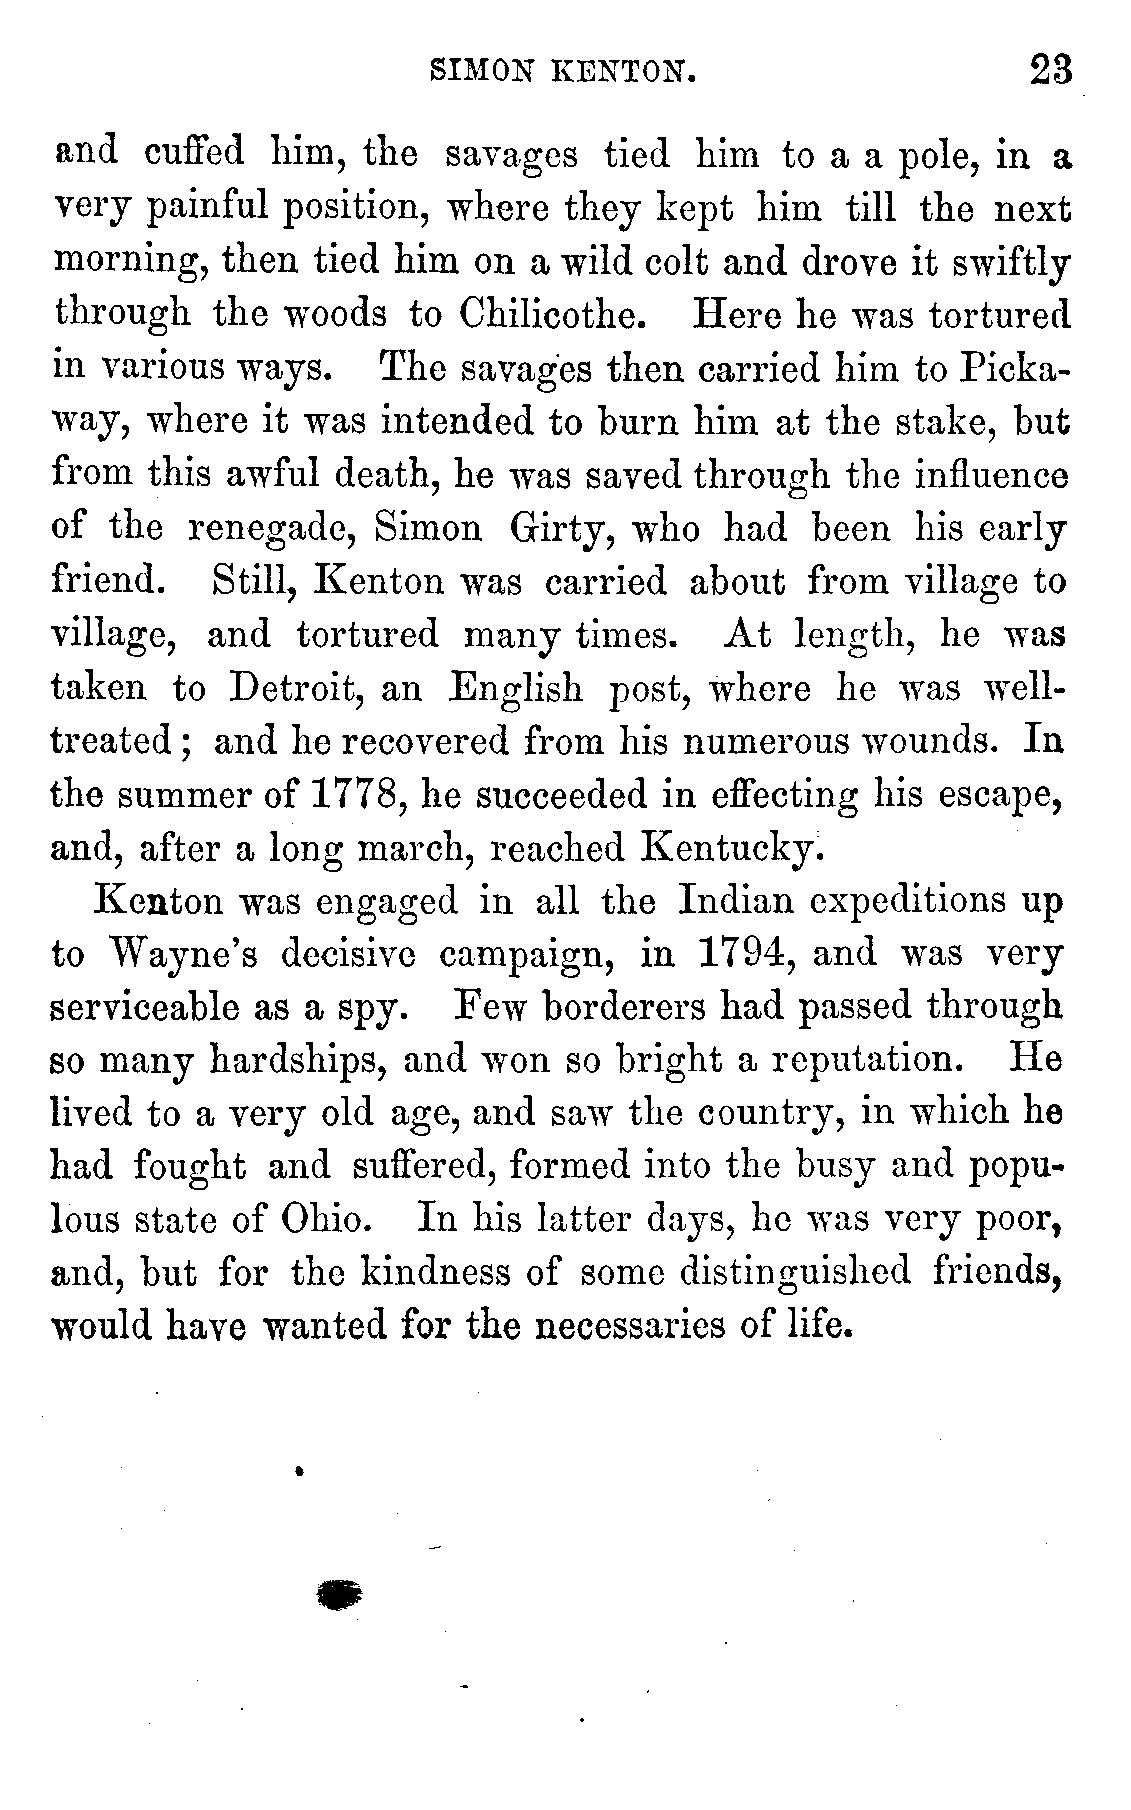 SIMON KENTON. 23
and cuffed him, the savages tied him to a a pole, in a
very painful position, where they kept him till the next
morning, then tied him on a wild colt and drove it swiftly
through the woods to Chilicothe. Here he was tortured
in various ways. The savages then carried him to Picka-
way, where it was intended to burn him at the stake, but
from this awful death, he was saved through the influence
of the renegade, Simon Girty, who had been his early
friend. Still, Kenton was carried about from village to
village, and tortured many times. At length, he was
taken to Detroit, an English post, where he was well-
treated; and he recovered from his numerous wounds. In
the summer of 1778, he succeeded in effecting his escape,
and, after a long march, reached Kentucky.
Kenton was engaged in all the Indian expeditions up
to Wayne's decisive campaign, in 1794, and was very
serviceable as a spy. Few borderers had passed through
so many hardships, and won so bright a reputation. He
lived to a very old age, and saw the country, in which he
had fought and suffered, formed into the busy and popu-
lous state of Ohio. In his latter days, he was very poor,
and, but for the kindness of some distinguished friends,
would have wanted for the necessaries of life.